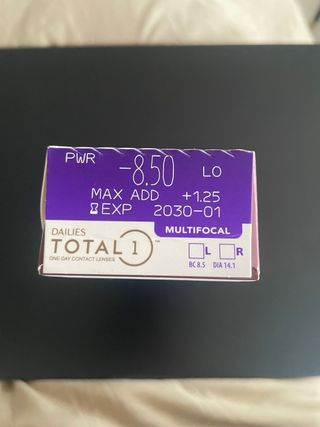 PWR -8.50 LO
MAX ADD +1.25
EXP 2030-01
MULTIFOCAL
DAILIES
TOTAL 1™
ONE-DAY CONTACT LENSES
L R
BC 8.5 DIA 14.1